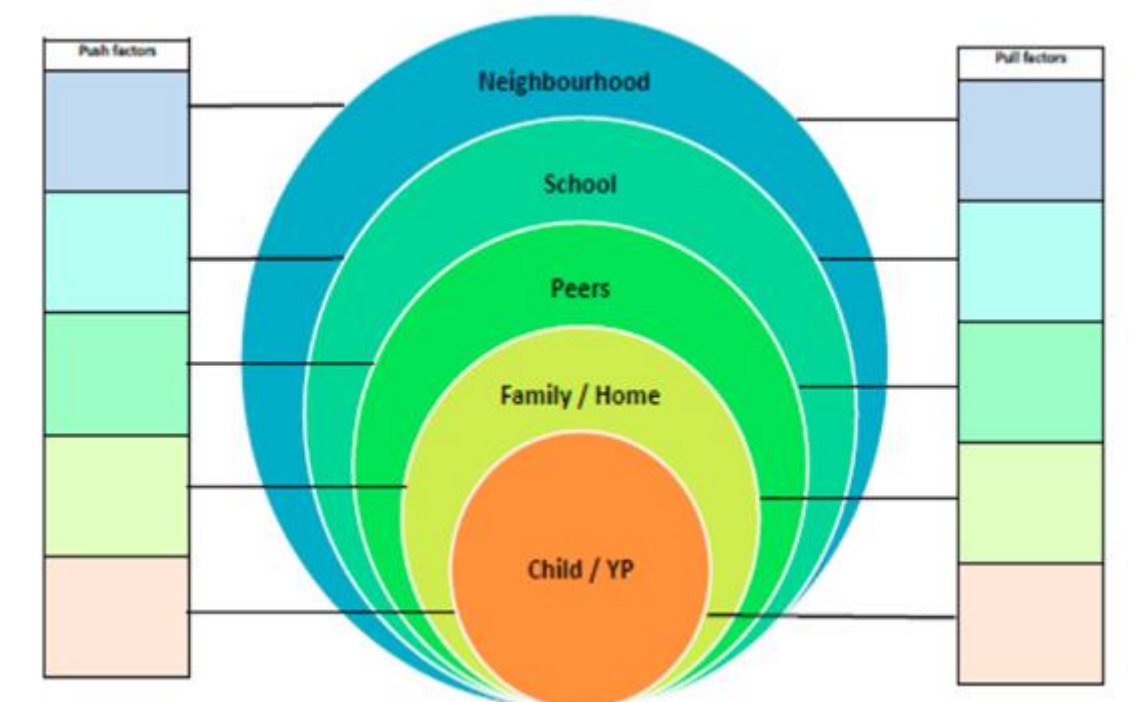 Push factors
Pull factors
Neighbourhood
School
Peers
Family / Home
Child / YP